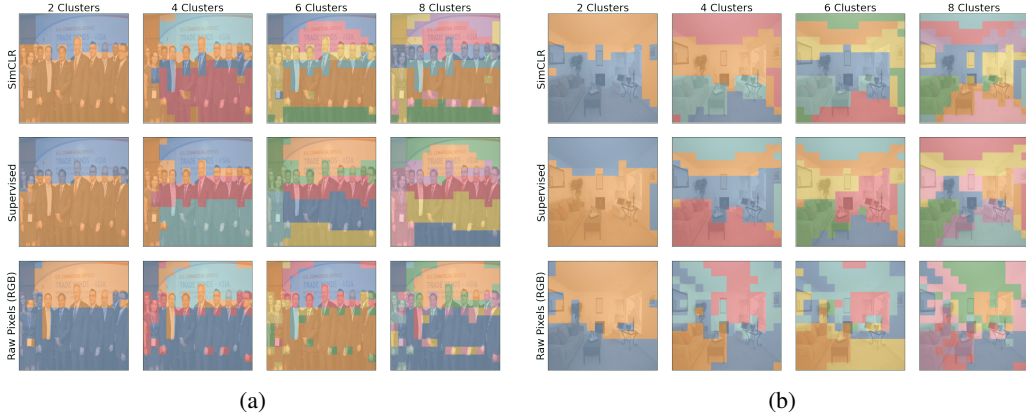 2 Clusters 4 Clusters 6 Clusters 8 Clusters
SimCLR
Supervised
Raw Pixels (RGB)
(a)
2 Clusters 4 Clusters 6 Clusters 8 Clusters
SimCLR
Supervised
Raw Pixels (RGB)
(b)